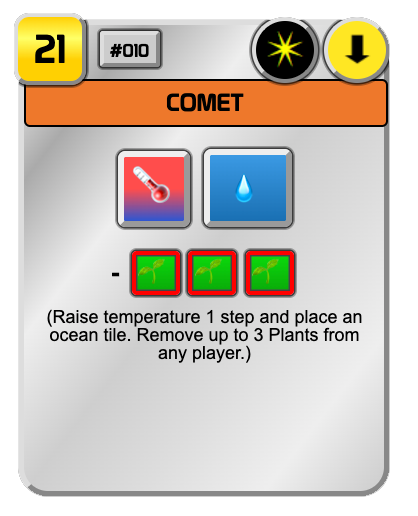 21
#010
COMET
-
(Raise temperature 1 step and place an
ocean tile. Remove up to 3 Plants from
any player.)